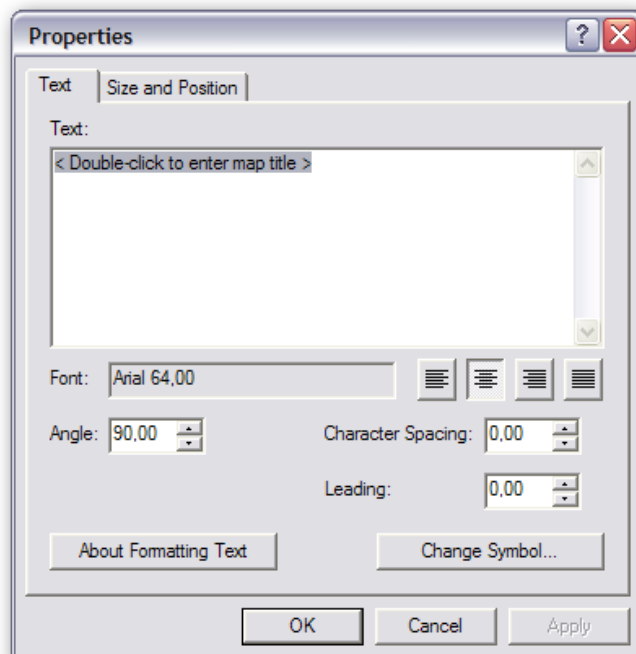 Properties
Text Size and Position
Text:
< Double-click to enter map title >
Font: Arial 64,00
Angle: 90,00 Character Spacing: 0,00
Leading: 0,00
About Formatting Text Change Symbol...
OK Cancel Apply